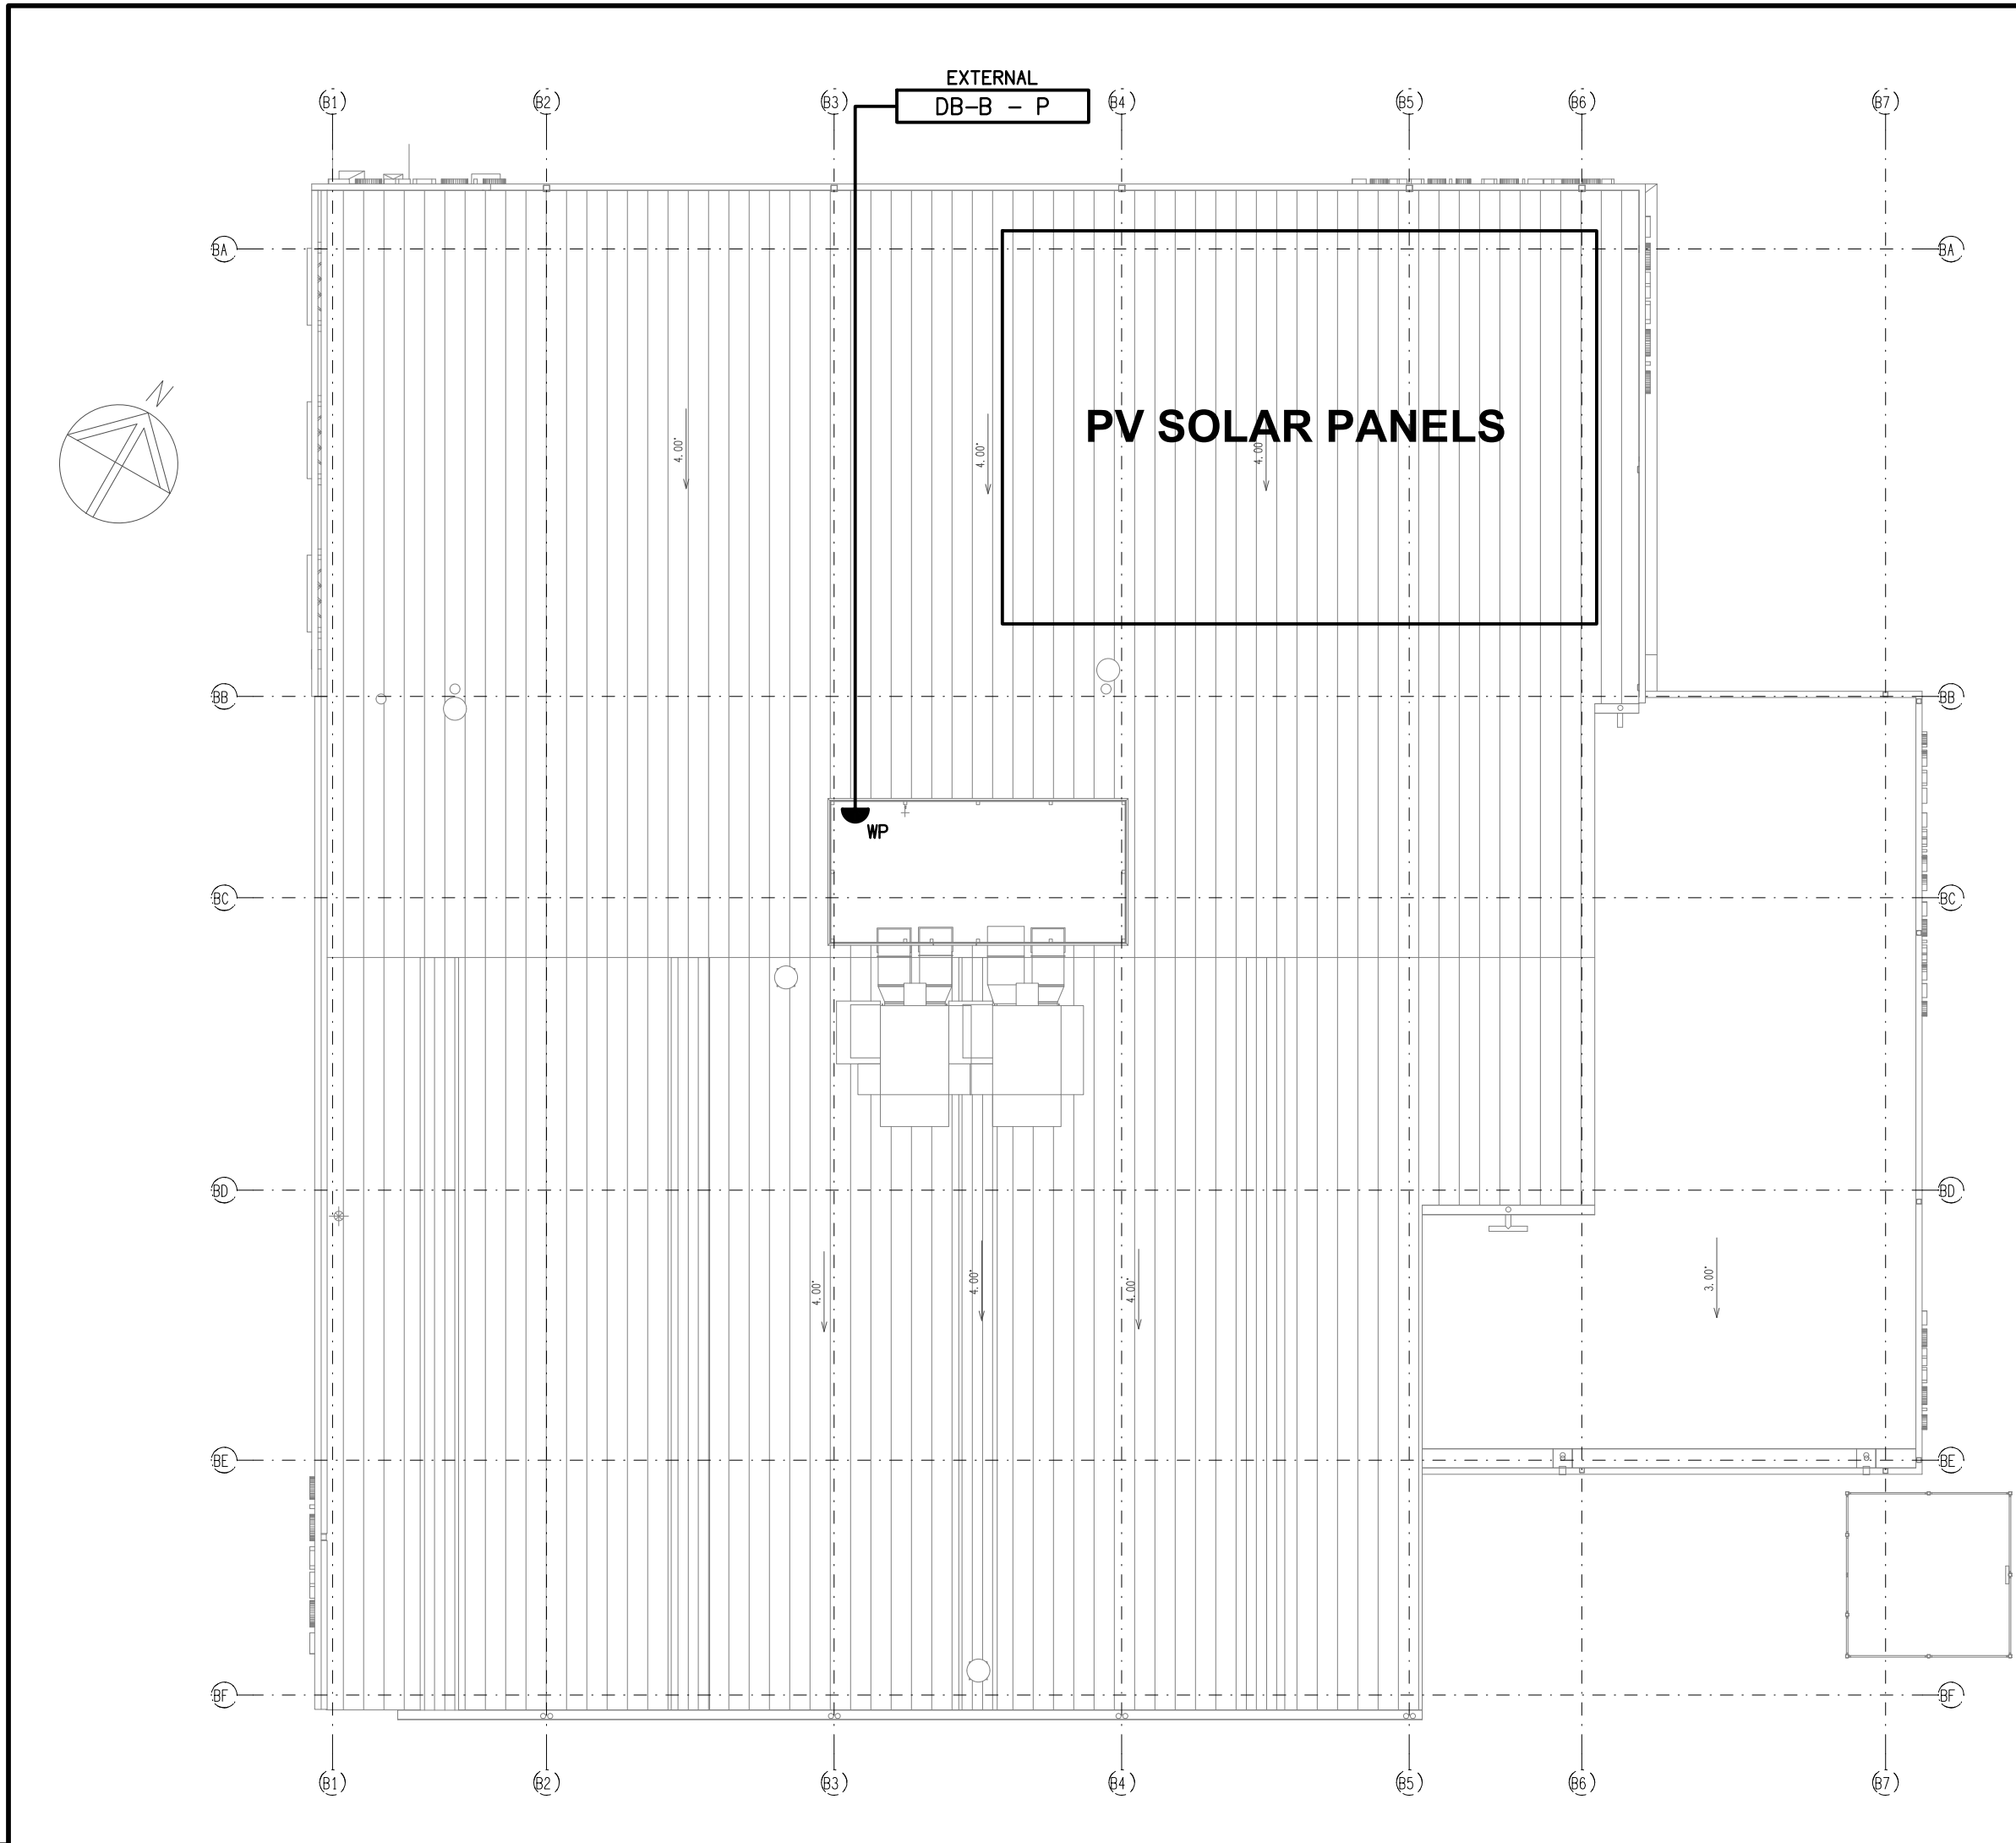 EXTERNAL
DB-B - P
B1
B2
B3
B4
B5
B6
B7
BA
BA
N
4.00°
4.00°
4.00
PV SOLAR PANELS
BB
BB
WP
BC
BC
BD
BD
4.00°
4.00°
4.00°
3.00°
BE
BE
BF
BF
B1
B2
B3
B4
B5
B6
B7